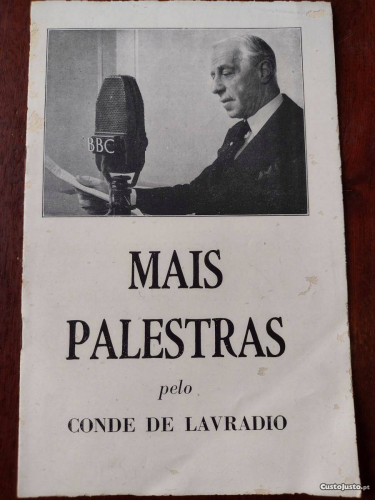 BBC
MAIS
PALESTRAS
pelo
CONDE DE LAVRADIO
CustoJusto.pt